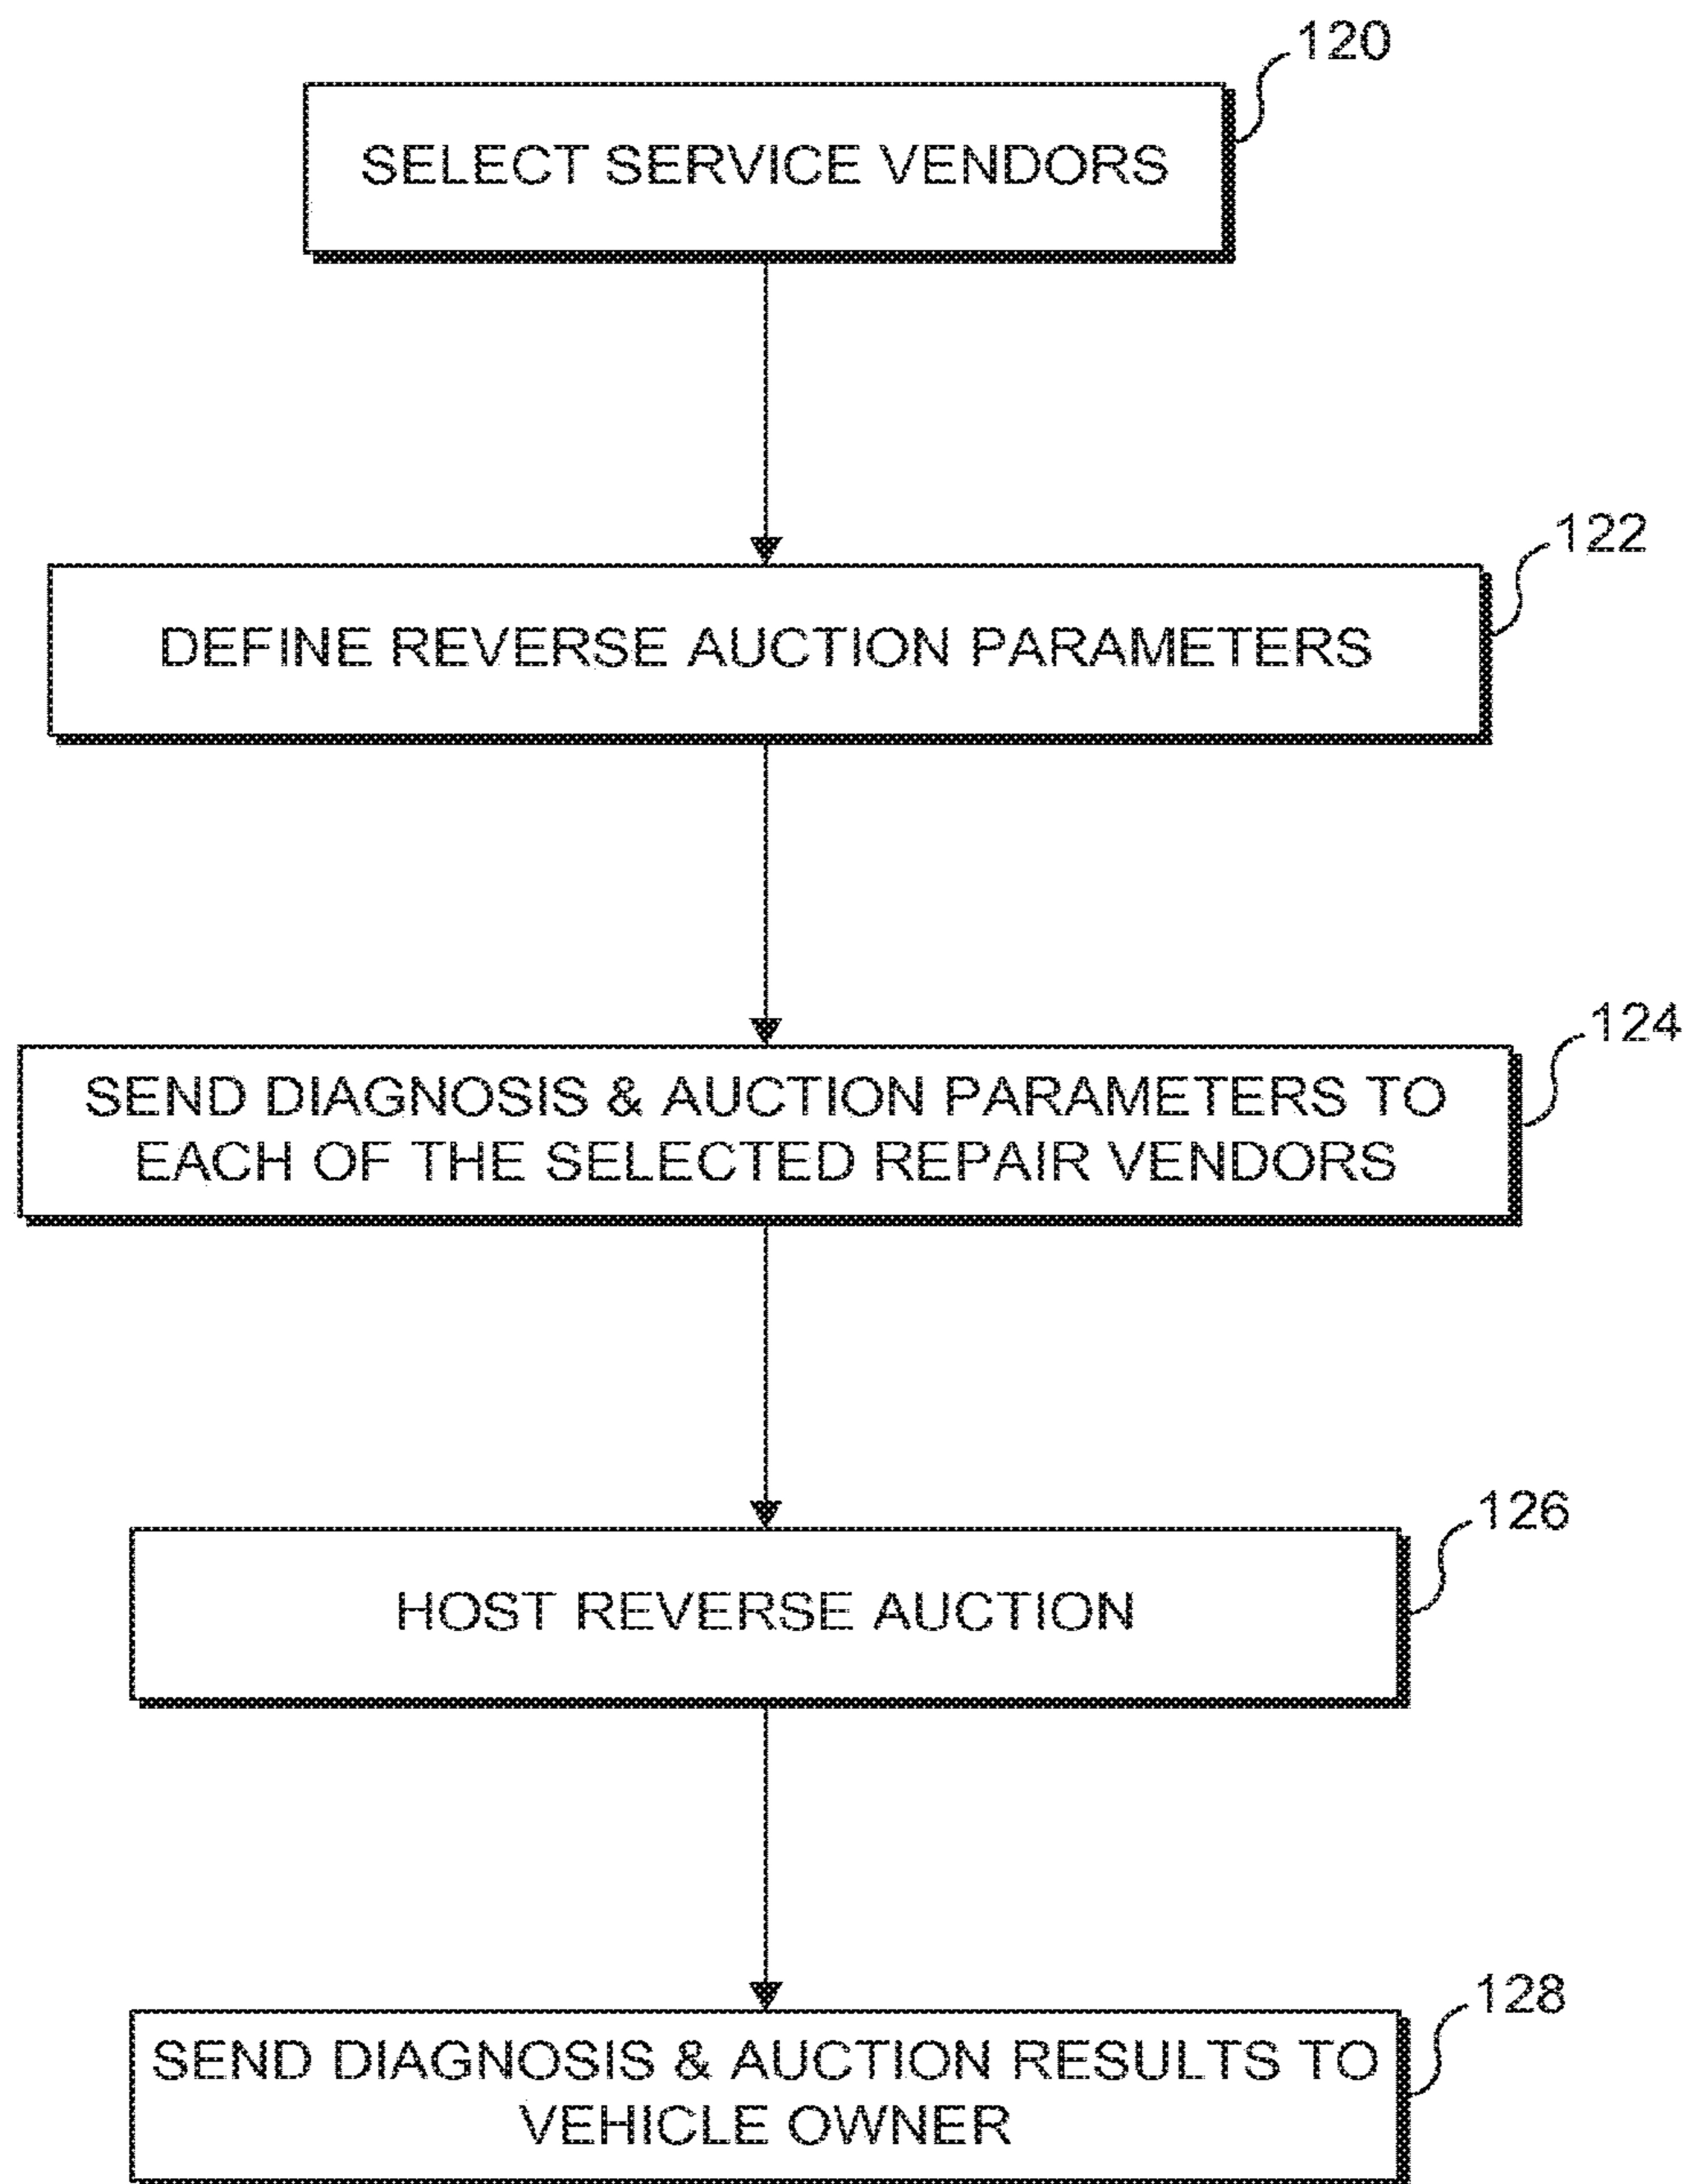 120
SELECT SERVICE VENDORS
122
DEFINE REVERSE AUCTION PARAMETERS
124
SEND DIAGNOSIS & AUCTION PARAMETERS TO
EACH OF THE SELECTED REPAIR VENDORS
126
HOST REVERSE AUCTION
128
SEND DIAGNOSIS & AUCTION RESULTS TO
VEHICLE OWNER